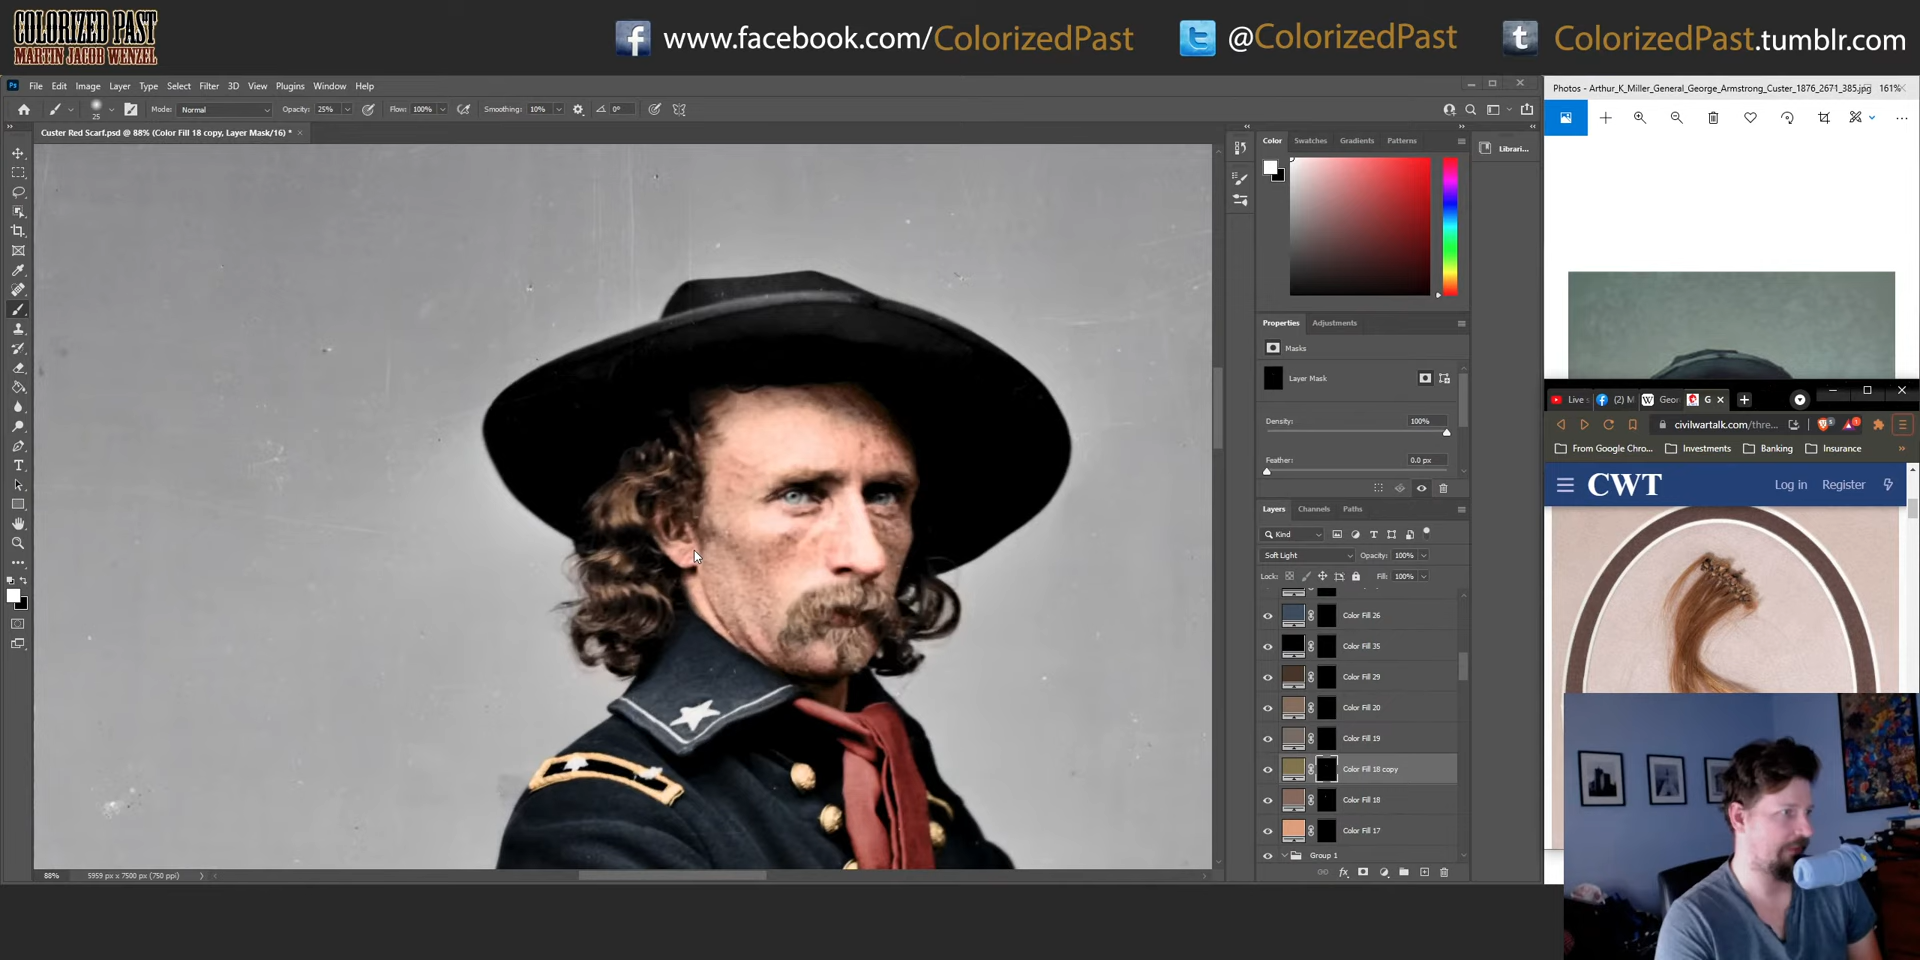 COLORIZED PAST
MARTIN JACOB WENZEL
www.facebook.com/ColorizedPast
@ColorizedPast
ColorizedPast.tumblr.com
File Edit Image Layer Type Select Filter 3D View Plugins Window Help
Mode: Normal Opacity: 25% Flow: 100% Smoothing: 10% 0°
25
Custer Red Scarf.psd @ 88% (Color Fill 18 copy, Layer Mask/16) *
Color Swatches Gradients Patterns
Librari...
Properties Adjustments
Masks
Layer Mask
Density: 100%
Feather: 0.0 px
Layers Channels Paths
Kind
Soft Light Opacity: 100%
Lock: Fill: 100%
Color Fill 26
Color Fill 35
Color Fill 29
Color Fill 20
Color Fill 19
Color Fill 18 copy
Color Fill 18
Color Fill 17
Group 1
88% 5959 px x 7500 px (750 ppi)
Photos - Arthur_K_Miller_General_George_Armstrong_Custer_1876_2671_385.jpg 161%
Live s (2) M Geor G
civilwartalk.com/thre...
From Google Chro... Investments Banking Insurance
CWT Log in Register